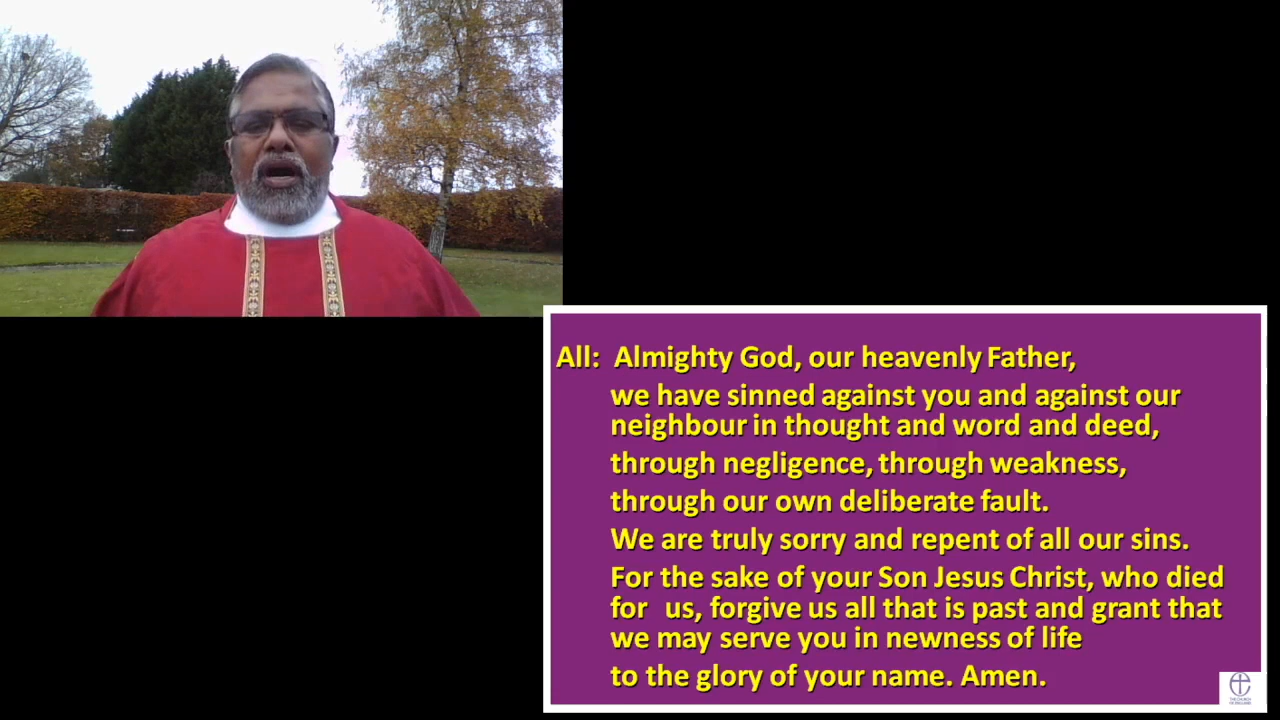 All: Almighty God, our heavenly Father,
we have sinned against you and against our
neighbour in thought and word and deed,
through negligence, through weakness,
through our own deliberate fault.
We are truly sorry and repent of all our sins.
For the sake of your Son Jesus Christ, who died
for us, forgive us all that is past and grant that
we may serve you in newness of life
to the glory of your name. Amen.
THE CHURCH
OF ENGLAND